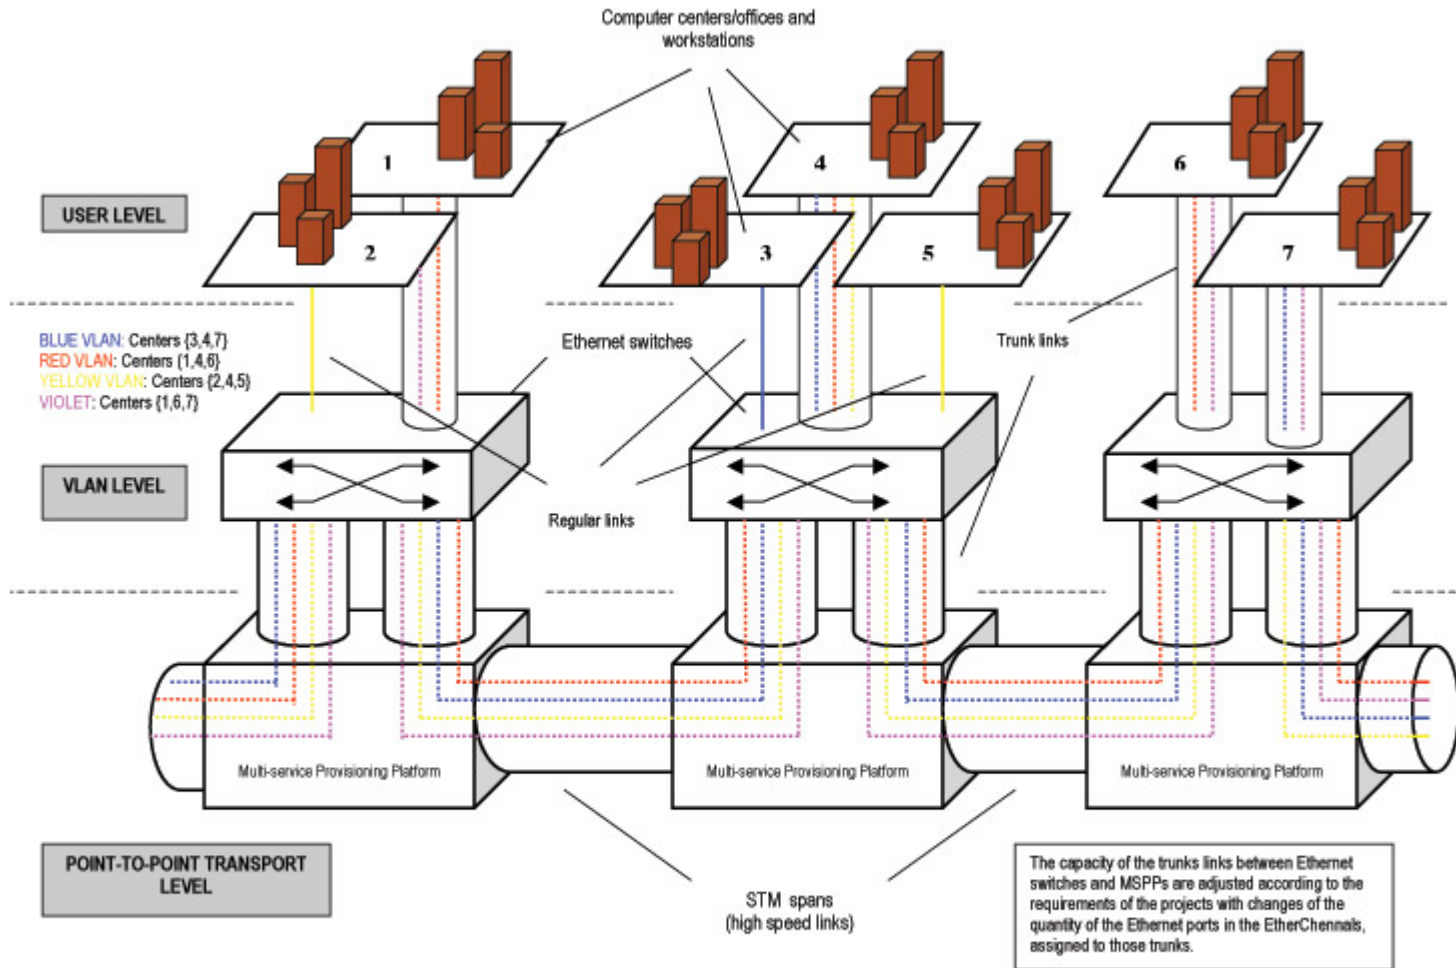 Computer centers/offices and
workstations
1
4
6
USER LEVEL
2
3
5
7
BLUE VLAN: Centers {3,4,7}
RED VLAN: Centers {1,4,6}
YELLOW VLAN: Centers {2,4,5}
VIOLET: Centers {1,6,7}
Ethernet switches
Trunk links
VLAN LEVEL
Regular links
Multi-service Provisioning Platform
Multi-service Provisioning Platform
Multi-service Provisioning Platform
POINT-TO-POINT TRANSPORT
LEVEL
STM spans
(high speed links)
The capacity of the trunks links between Ethernet
switches and MSPPs are adjusted according to the
requirements of the projects with changes of the
quantity of the Ethernet ports in the EtherChennals,
assigned to those trunks.